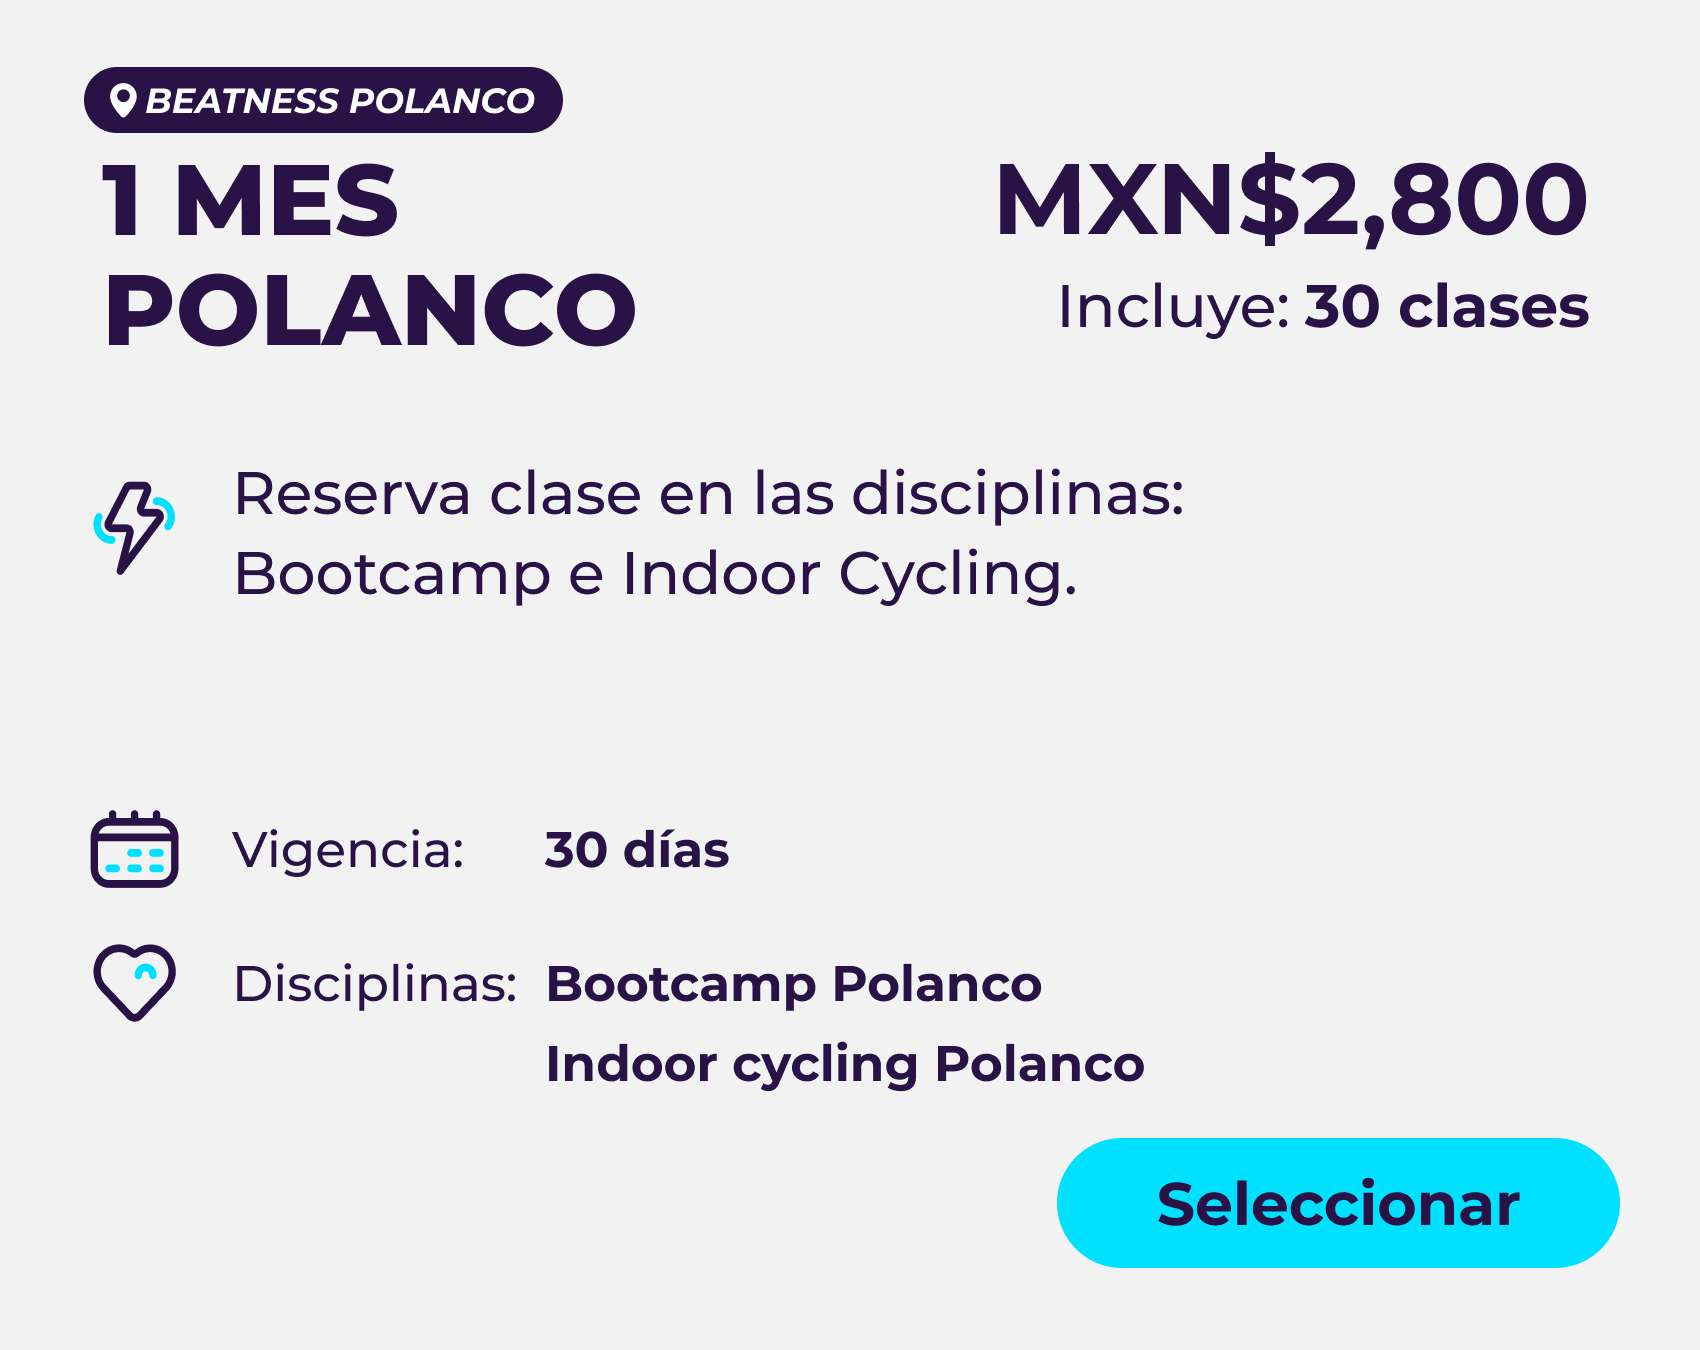 BEATNESS POLANCO
1 MES
POLANCO
MXN$2,800
Incluye: 30 clases
Reserva clase en las disciplinas:
Bootcamp e Indoor Cycling.
Vigencia: 30 días
Disciplinas: Bootcamp Polanco
Indoor cycling Polanco
Seleccionar